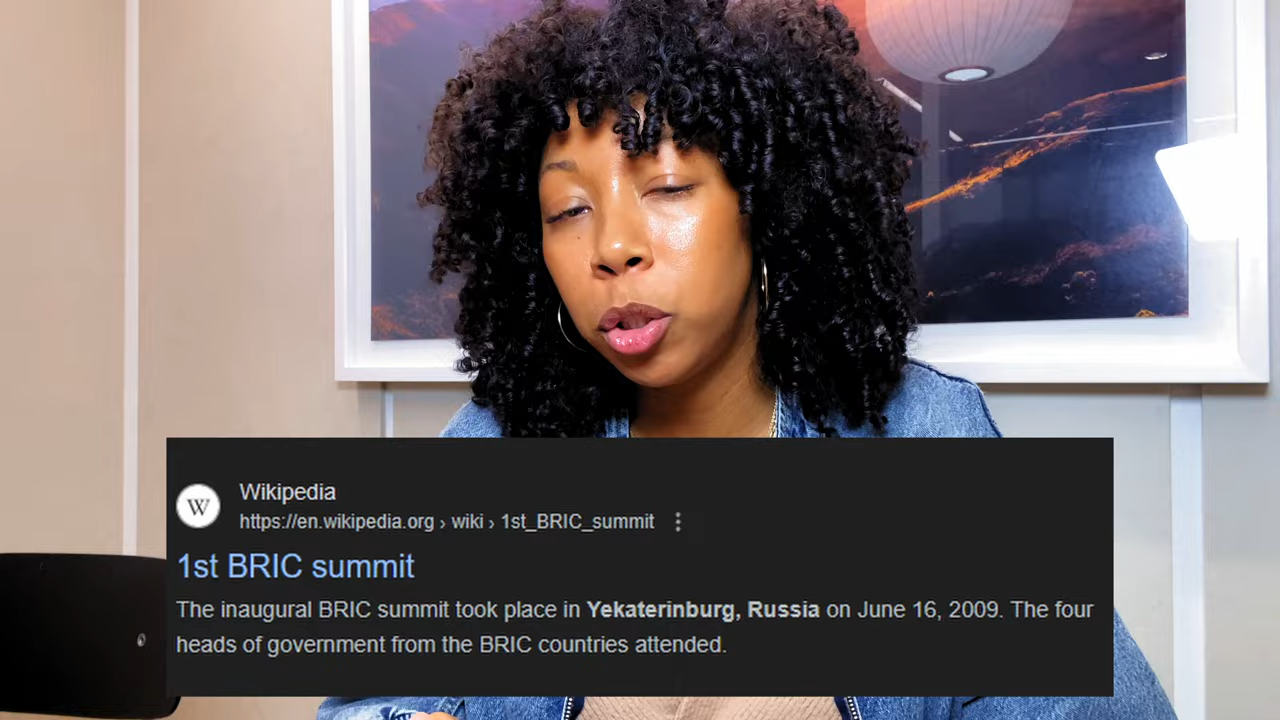 W
Wikipedia
https://en.wikipedia.org › wiki › 1st_BRIC_summit
1st BRIC summit
The inaugural BRIC summit took place in Yekaterinburg, Russia on June 16, 2009. The four
heads of government from the BRIC countries attended.